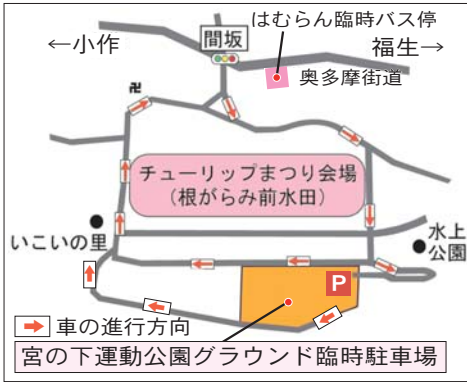 はむらん臨時バス停
←小作
間坂
福生→
奥多摩街道
卍
チューリップまつり会場
(根がらみ前水田)
いこいの里
水上
公園
P
車の進行方向
宮の下運動公園グラウンド臨時駐車場